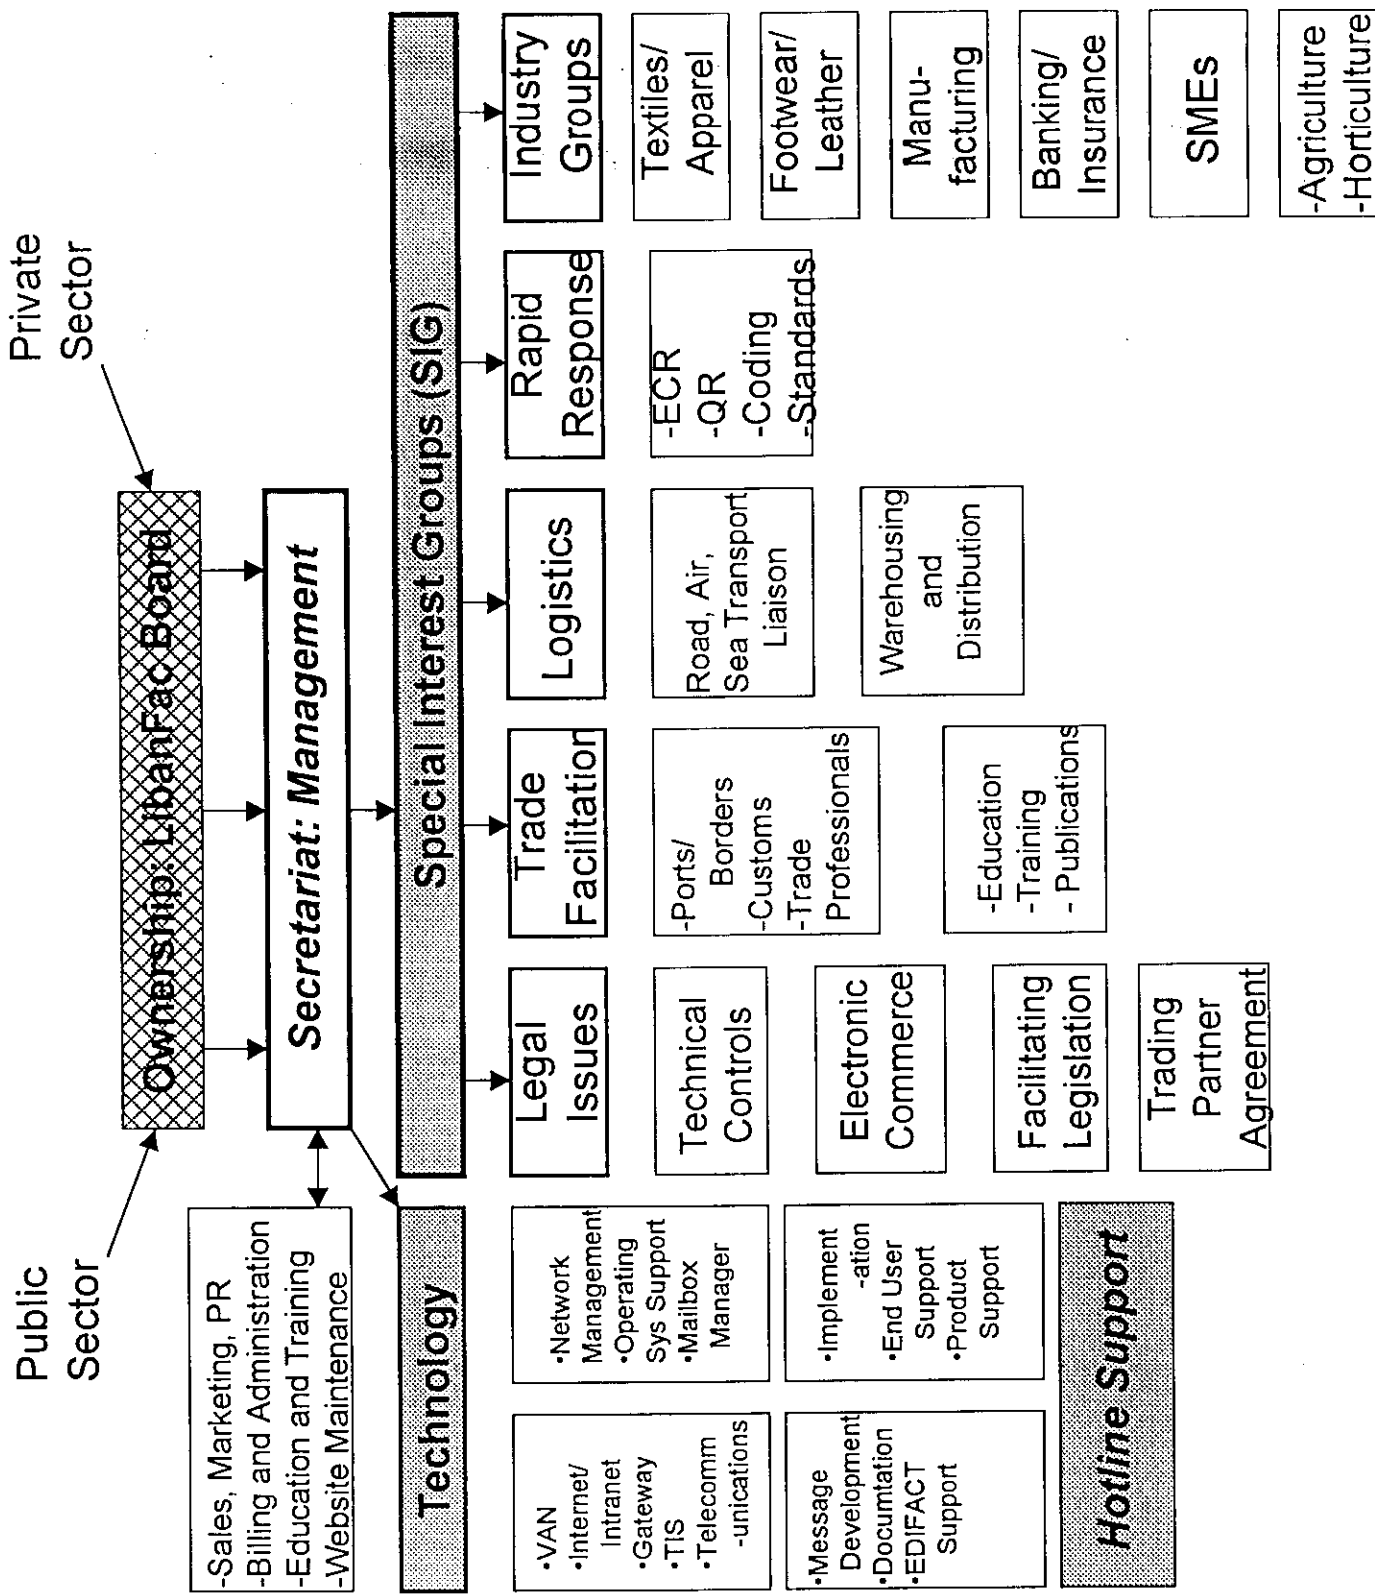 Public
Sector
Private
Sector
Ownership: LibanFac Board
-Sales, Marketing, PR
-Billing and Administration
-Education and Training
-Website Maintenance
Secretariat: Management
Technology
Special Interest Groups (SIG)
•VAN
•Internet/
Intranet
•Gateway
•TIS
•Telecomm
-unications
•Network
Management
•Operating
Sys Support
•Mailbox
Manager
•Message
Development
•Documtation
•EDIFACT
Support
•Implement
-ation
•End User
Support
•Product
Support
Hotline Support
Legal
Issues
Technical
Controls
Electronic
Commerce
Facilitating
Legislation
Trading
Partner
Agreement
Trade
Facilitation
-Ports/
Borders
-Customs
-Trade
Professionals
-Education
-Training
- Publications
Logistics
Road, Air,
Sea Transport
Liaison
Warehousing
and
Distribution
Rapid
Response
-ECR
-QR
-Coding
-Standards
Industry
Groups
Textiles/
Apparel
Footwear/
Leather
Manu-
facturing
Banking/
Insurance
SMEs
-Agriculture
-Horticulture